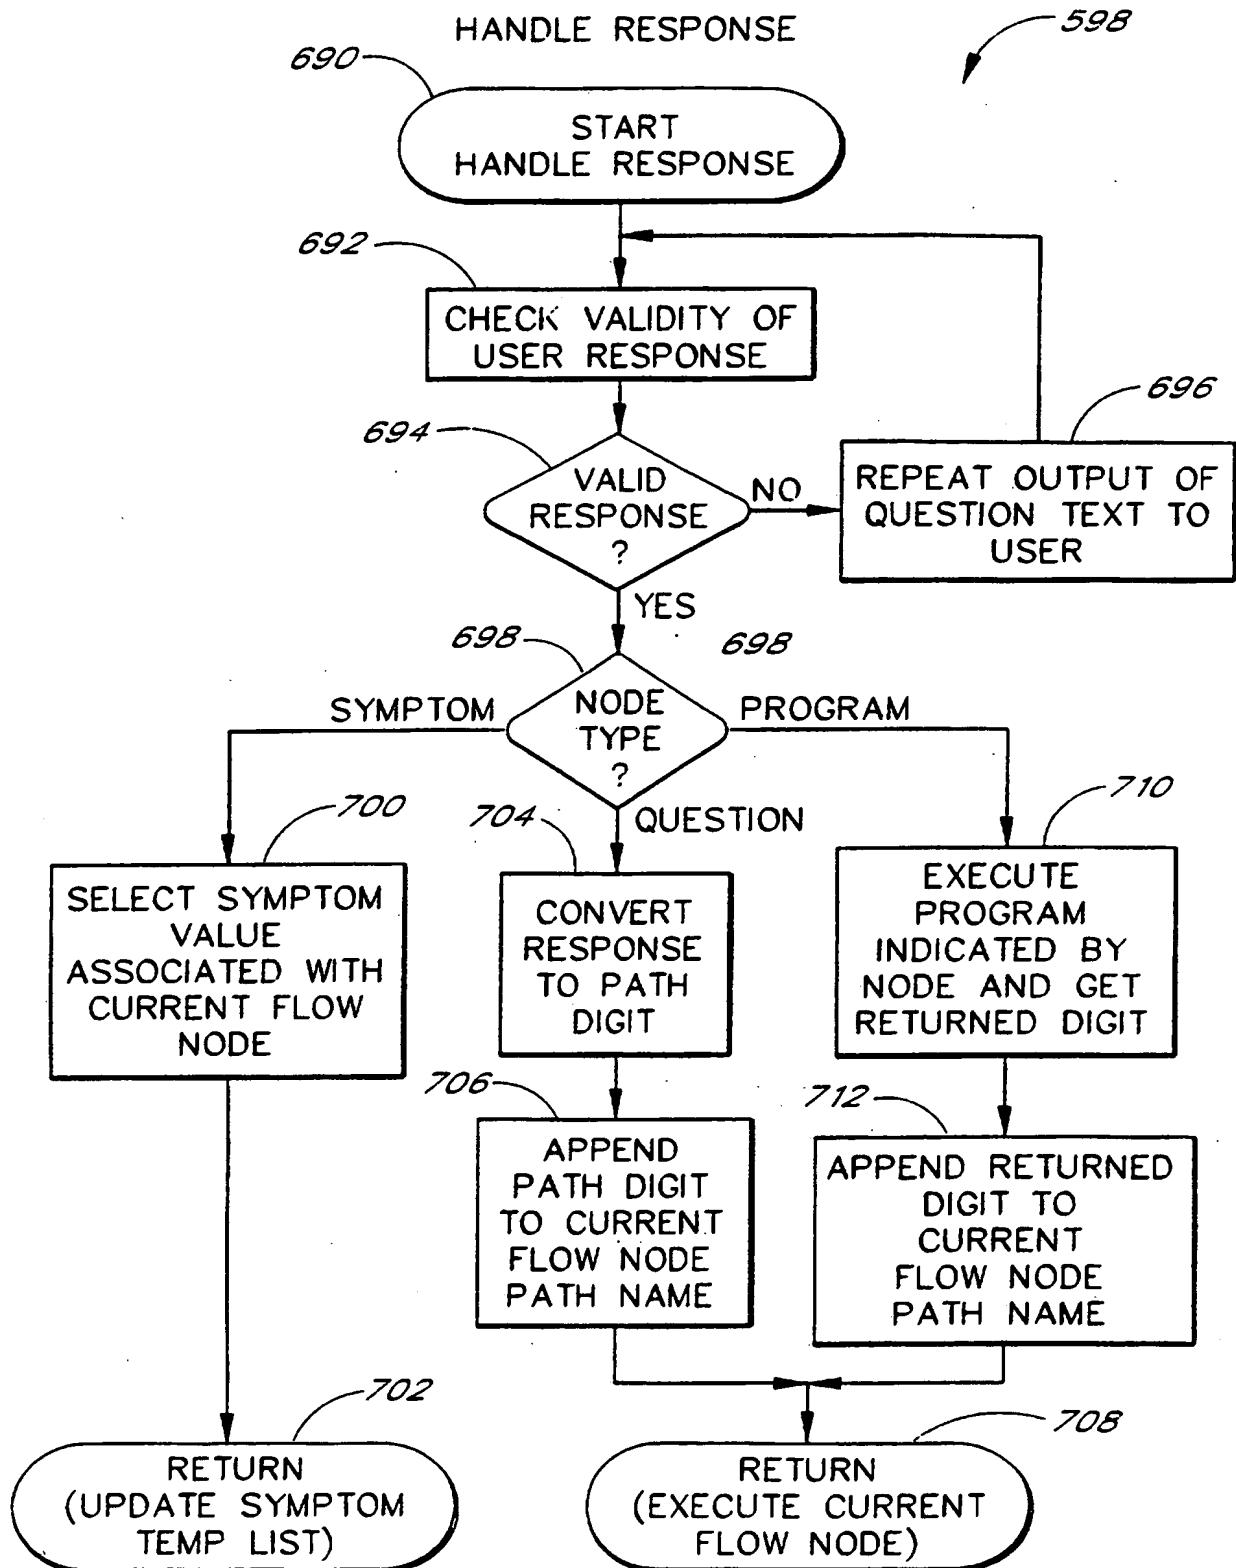 HANDLE RESPONSE
598
690
START
HANDLE RESPONSE
692
CHECK VALIDITY OF
USER RESPONSE
694
VALID
RESPONSE
?
NO
696
REPEAT OUTPUT OF
QUESTION TEXT TO
USER
YES
698
698
NODE
TYPE
?
SYMPTOM
PROGRAM
QUESTION
700
SELECT SYMPTOM
VALUE
ASSOCIATED WITH
CURRENT FLOW
NODE
704
CONVERT
RESPONSE
TO PATH
DIGIT
710
EXECUTE
PROGRAM
INDICATED BY
NODE AND GET
RETURNED DIGIT
706
APPEND
PATH DIGIT
TO CURRENT
FLOW NODE
PATH NAME
712
APPEND RETURNED
DIGIT TO
CURRENT
FLOW NODE
PATH NAME
702
RETURN
(UPDATE SYMPTOM
TEMP LIST)
708
RETURN
(EXECUTE CURRENT
FLOW NODE)